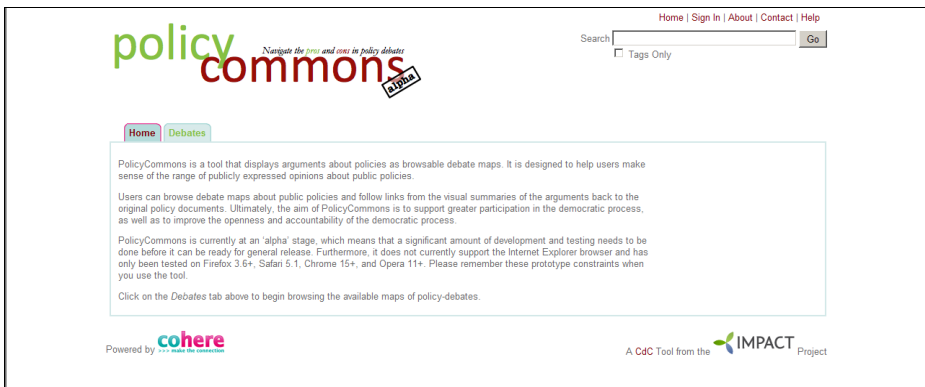 Home | Sign In | About | Contact | Help
Search Go
Tags Only
policy
Navigate the pros and cons in policy debates
commons
alpha
Home Debates
PolicyCommons is a tool that displays arguments about policies as browsable debate maps. It is designed to help users make
sense of the range of publicly expressed opinions about public policies.
Users can browse debate maps about public policies and follow links from the visual summaries of the arguments back to the
original policy documents. Ultimately, the aim of PolicyCommons is to support greater participation in the democratic process,
as well as to improve the openness and accountability of the democratic process.
PolicyCommons is currently at an 'alpha' stage, which means that a significant amount of development and testing needs to be
done before it can be ready for general release. Furthermore, it does not currently support the Internet Explorer browser and has
only been tested on Firefox 3.6+, Safari 5.1, Chrome 15+, and Opera 11+. Please remember these prototype constraints when
you use the tool.
Click on the Debates tab above to begin browsing the available maps of policy-debates.
Powered by cohere
>>> make the connection
A CdC Tool from the IMPACT Project